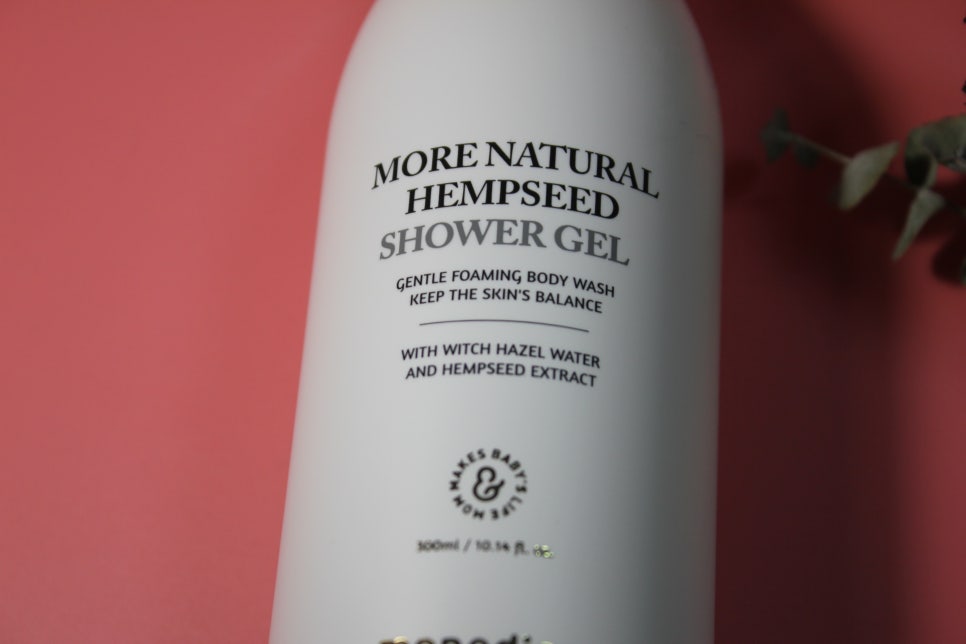 MORE NATURAL
HEMPSEED
SHOWER GEL
GENTLE FOAMING BODY WASH
KEEP THE SKIN'S BALANCE
WITH WITCH HAZEL WATER
AND HEMPSEED EXTRACT
MOM MAKES BABY'S LIFE
&
300ml / 10.14 fl.